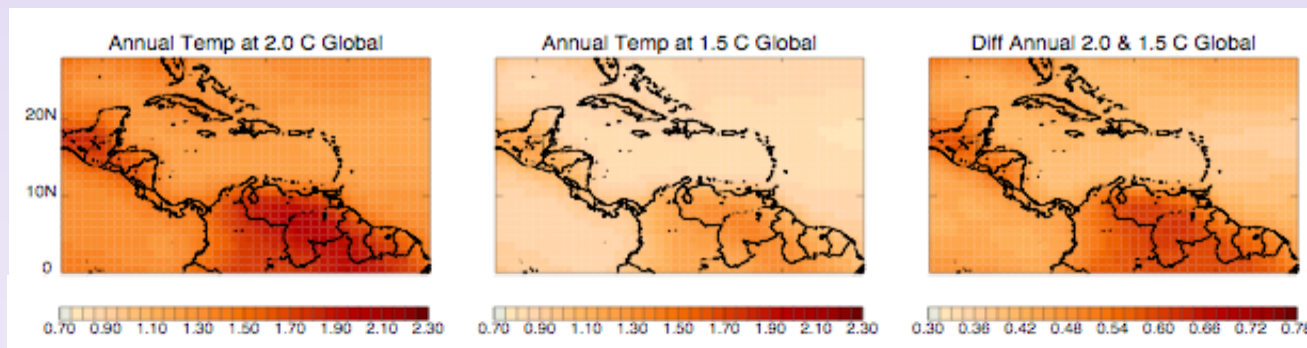 Annual Temp at 2.0 C Global
Annual Temp at 1.5 C Global
Diff Annual 2.0 & 1.5 C Global
20N
10N
0
0.70 0.90 1.10 1.30 1.50 1.70 1.90 2.10 2.30
0.70 0.90 1.10 1.30 1.50 1.70 1.90 2.10 2.30
0.30 0.36 0.42 0.48 0.54 0.60 0.66 0.72 0.78